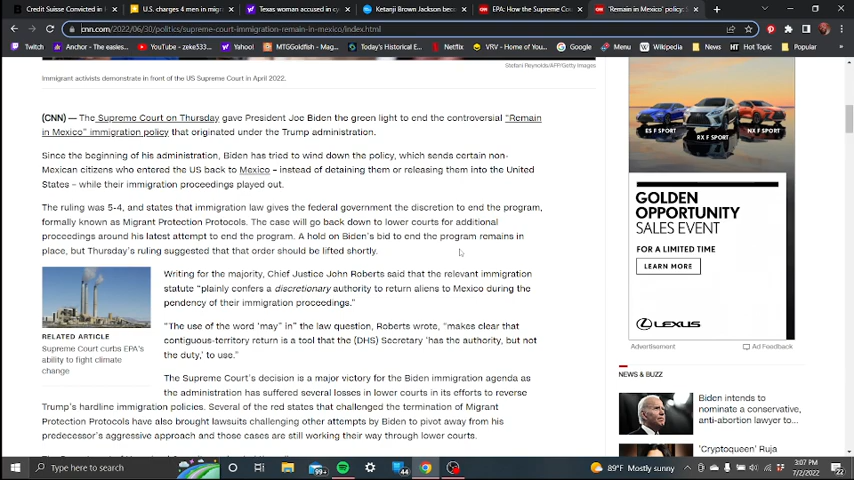 Credit Suisse Convicted in
U.S. charges 4 men in migra
Texas woman accused in cy
Ketanji Brown Jackson beco
EPA: How the Supreme Co
'Remain in Mexico' policy: S
cnn.com/2022/06/30/politics/supreme-court-immigration-remain-in-mexico/index.html
Twitch
Anchor - The easies...
YouTube - zeke333...
Yahoo!
MTGGoldfish - Mag...
Today's Historical E...
Netflix
VRV - Home of You...
Google
Wikipedia
News
Hot Topic
Popular
Stefani Reynolds/AFP/Getty Images
Immigrant activists demonstrate in front of the US Supreme Court in April 2022.
(CNN) — The Supreme Court on Thursday gave President Joe Biden the green light to end the controversial "Remain
in Mexico" immigration policy that originated under the Trump administration.
Since the beginning of his administration, Biden has tried to wind down the policy, which sends certain non-
Mexican citizens who entered the US back to Mexico – instead of detaining them or releasing them into the United
States – while their immigration proceedings played out.
The ruling was 5-4, and states that immigration law gives the federal government the discretion to end the program,
formally known as Migrant Protection Protocols. The case will go back down to lower courts for additional
proceedings around his latest attempt to end the program. A hold on Biden's bid to end the program remains in
place, but Thursday's ruling suggested that that order should be lifted shortly.
Writing for the majority, Chief Justice John Roberts said that the relevant immigration
statute "plainly confers a discretionary authority to return aliens to Mexico during the
pendency of their immigration proceedings."
RELATED ARTICLE
Supreme Court curbs EPA's
ability to fight climate
change
"The use of the word 'may' in" the law question, Roberts wrote, "makes clear that
contiguous-territory return is a tool that the (DHS) Secretary 'has the authority, but not
the duty,' to use."
The Supreme Court's decision is a major victory for the Biden immigration agenda as
the administration has suffered several losses in lower courts in its efforts to reverse
Trump's hardline immigration policies. Several of the red states that challenged the termination of Migrant
Protection Protocols have also brought lawsuits challenging other attempts by Biden to pivot away from his
predecessor's aggressive approach and those cases are still working their way through lower courts.
ES F SPORT
RX F SPORT
NX F SPORT
GOLDEN
OPPORTUNITY
SALES EVENT
FOR A LIMITED TIME
LEARN MORE
LEXUS
Advertisement
Ad Feedback
NEWS & BUZZ
Biden intends to
nominate a conservative,
anti-abortion lawyer to...
'Cryptoqueen' Ruja
Type here to search
99+
44
89°F Mostly sunny
3:07 PM
7/2/2022
22